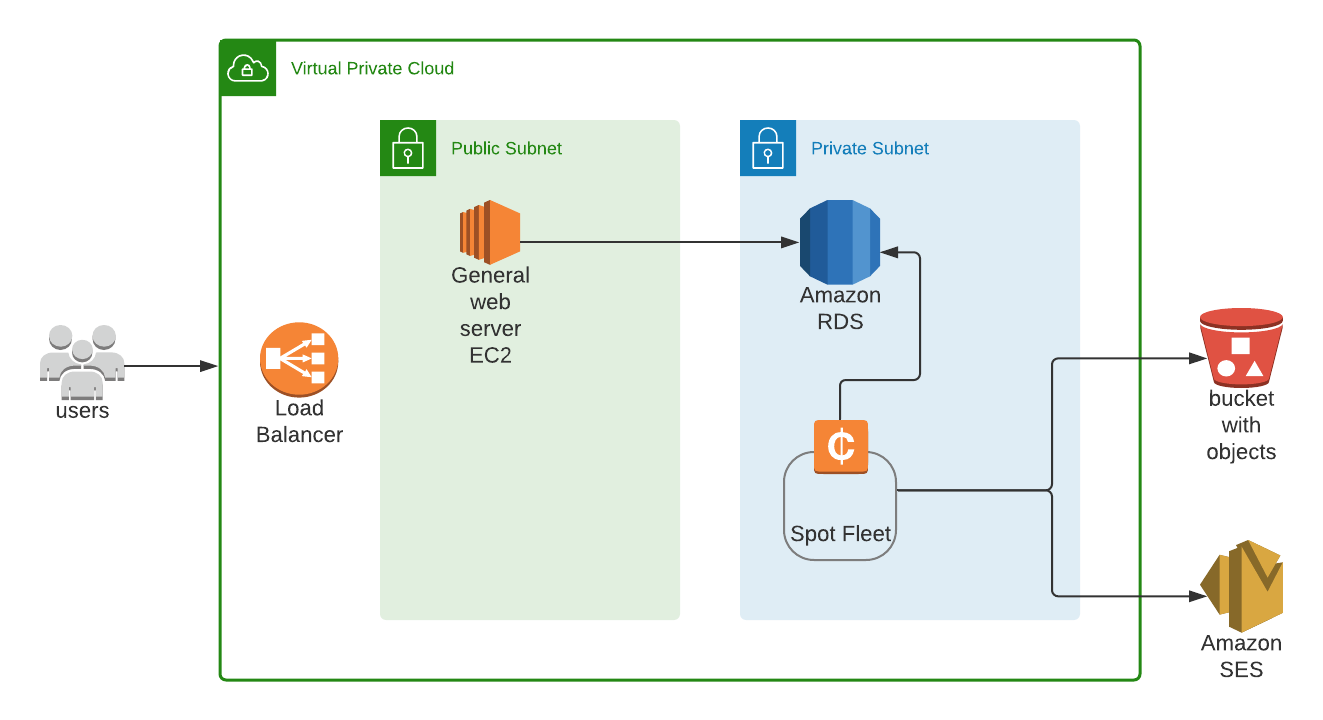 Virtual Private Cloud
Public Subnet
Private Subnet
General
web
server
EC2
Amazon
RDS
users
Load
Balancer
Spot Fleet
bucket
with
objects
Amazon
SES